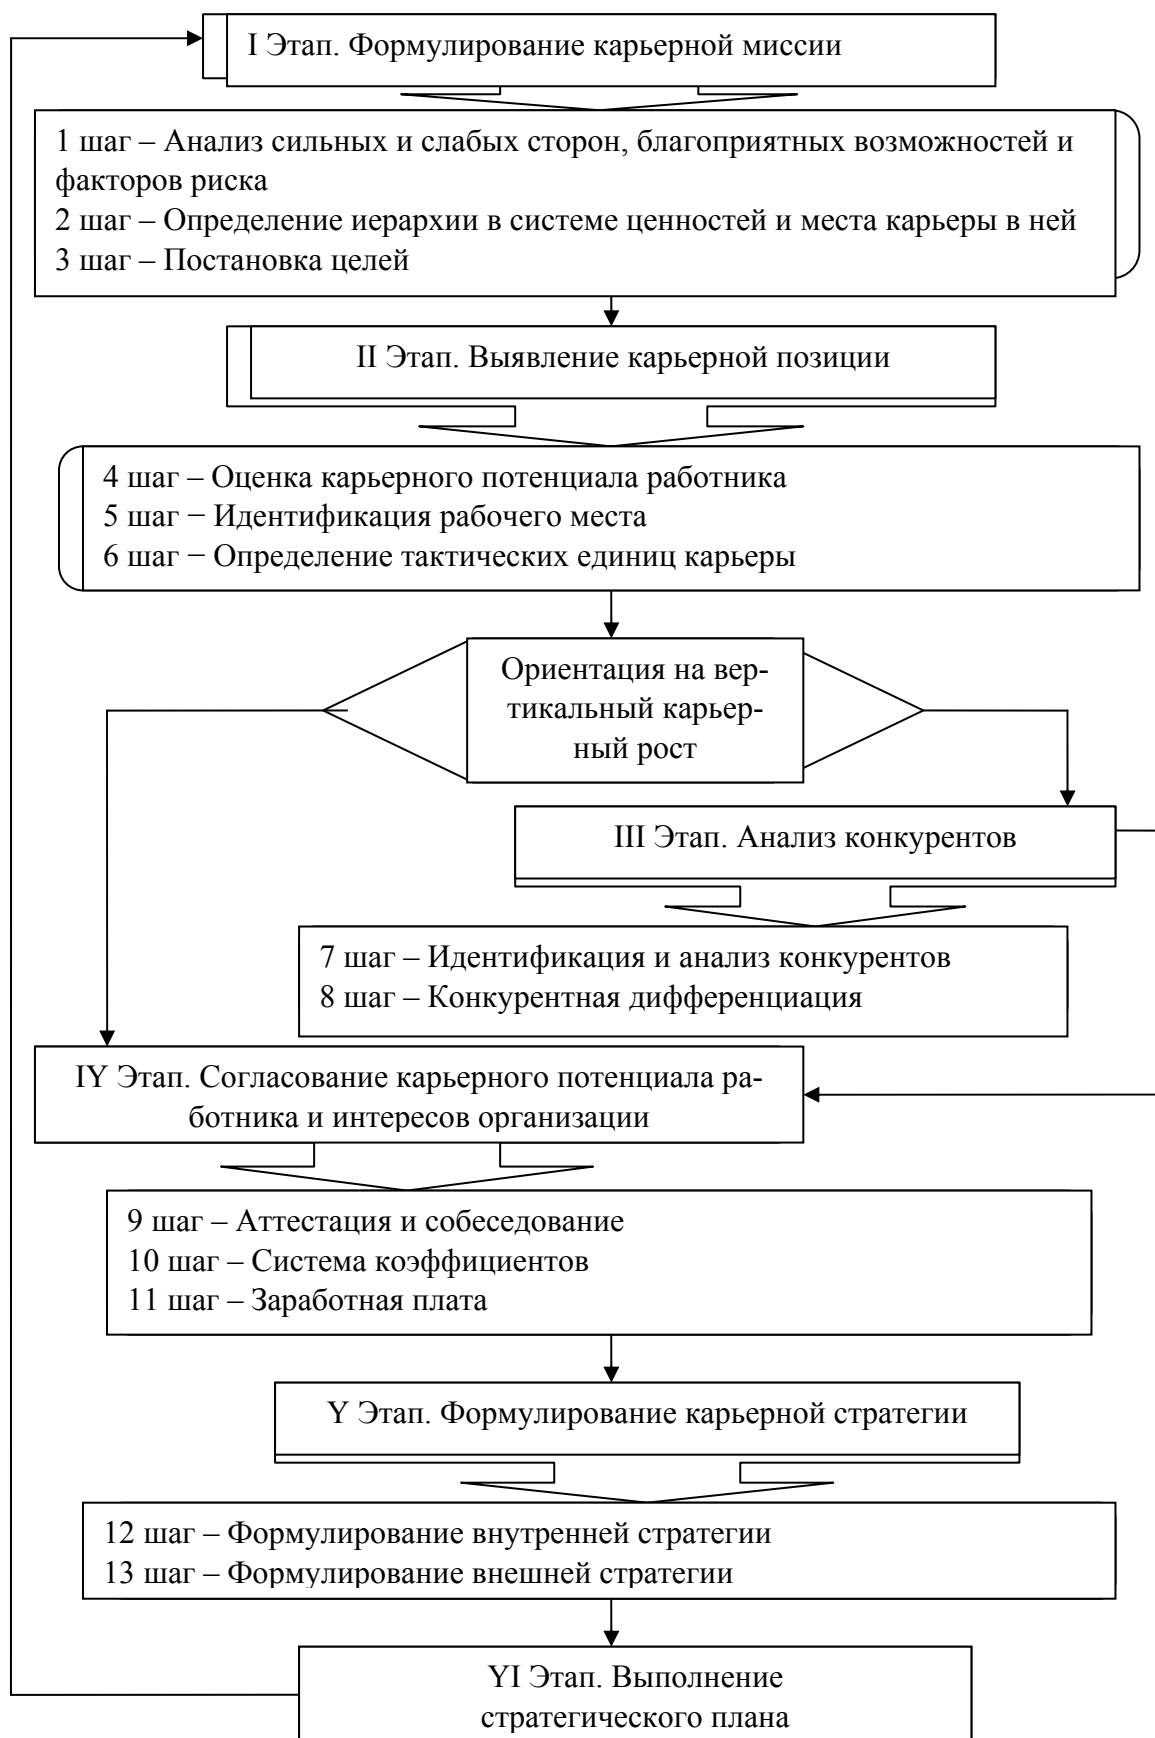 I Этап. Формулирование карьерной миссии
1 шаг – Анализ сильных и слабых сторон, благоприятных возможностей и
факторов риска
2 шаг – Определение иерархии в системе ценностей и места карьеры в ней
3 шаг – Постановка целей
II Этап. Выявление карьерной позиции
4 шаг – Оценка карьерного потенциала работника
5 шаг – Идентификация рабочего места
6 шаг – Определение тактических единиц карьеры
Ориентация на вер-
тикальный карьер-
ный рост
III Этап. Анализ конкурентов
7 шаг – Идентификация и анализ конкурентов
8 шаг – Конкурентная дифференциация
IY Этап. Согласование карьерного потенциала ра-
ботника и интересов организации
9 шаг – Аттестация и собеседование
10 шаг – Система коэффициентов
11 шаг – Заработная плата
Y Этап. Формулирование карьерной стратегии
12 шаг – Формулирование внутренней стратегии
13 шаг – Формулирование внешней стратегии
YI Этап. Выполнение
стратегического плана